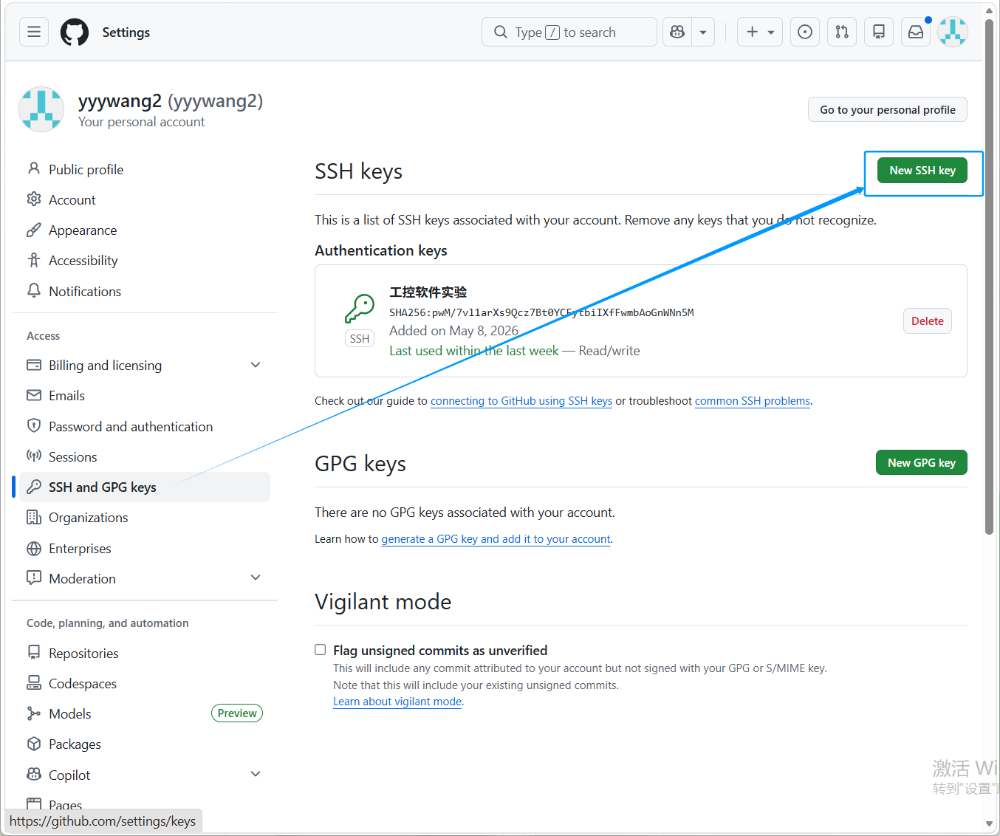 Settings
Type / to search
yyywang2 (yyywang2)
Your personal account
Go to your personal profile
Public profile
Account
Appearance
Accessibility
Notifications
Access
Billing and licensing
Emails
Password and authentication
Sessions
SSH and GPG keys
Organizations
Enterprises
Moderation
Code, planning, and automation
Repositories
Codespaces
Models
Preview
Packages
Copilot
Pages
https://github.com/settings/keys
SSH keys
New SSH key
This is a list of SSH keys associated with your account. Remove any keys that you do not recognize.
Authentication keys
工控软件实验
SHA256:pwM/7vl1arXs9Qcz7Bt0YCFytbiIXfFwmbAoGnWNn5M
SSH
Added on May 8, 2026
Last used within the last week — Read/write
Delete
Check out our guide to connecting to GitHub using SSH keys or troubleshoot common SSH problems.
GPG keys
New GPG key
There are no GPG keys associated with your account.
Learn how to generate a GPG key and add it to your account.
Vigilant mode
Flag unsigned commits as unverified
This will include any commit attributed to your account but not signed with your GPG or S/MIME key.
Note that this will include your existing unsigned commits.
Learn about vigilant mode.
激活 Wi
转到"设置"